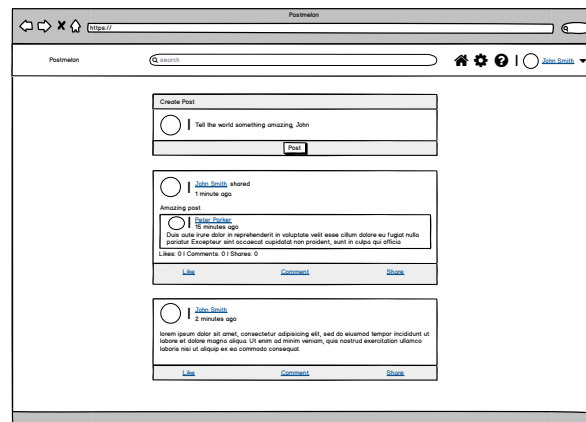 Postmelon
https://
Postmelon
search
John Smith
Create Post
Tell the world something amazing, John
Post
John Smith shared
1 minute ago
Amazing post
Peter Parker
15 minutes ago
Duis aute irure dolor in reprehenderit in voluptate velit esse cillum dolore eu fugiat nulla
pariatur Excepteur sint occaecat cupidatat non proident, sunt in culpa qui officia
Likes: 0 | Comments: 0 | Shares: 0
Like Comment Share
John Smith
2 minutes ago
lorem ipsum dolor sit amet, consectetur adipisicing elit, sed do eiusmod tempor incididunt ut
labore et dolore magna aliqua. Ut enim ad minim veniam, quis nostrud exercitation ullamco
laboris nisi ut aliquip ex ea commodo consequat.
Like Comment Share